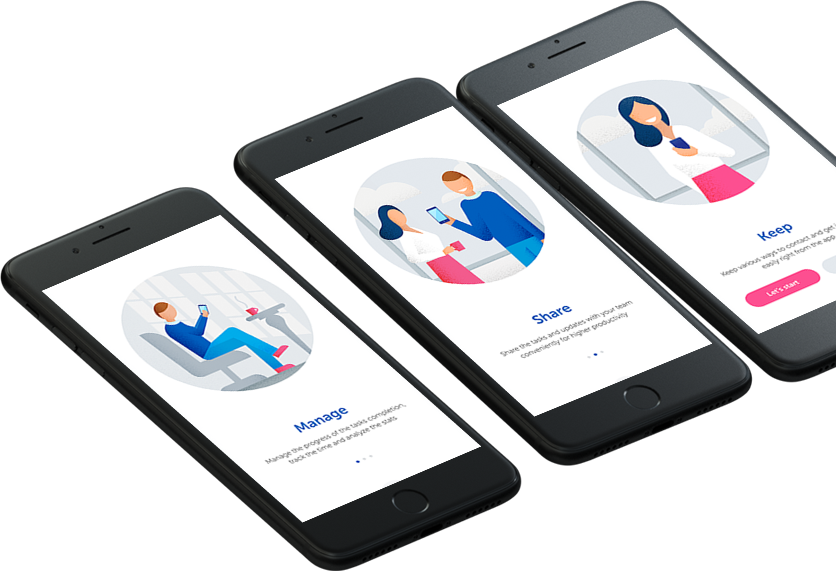 Manage
Manage the progress of the tasks completion,
track the time and analyze the stats
Share
Share the tasks and updates with your team
conveniently for higher productivity
Keep
Keep various ways to contact and get
easily right from the app
Let's start